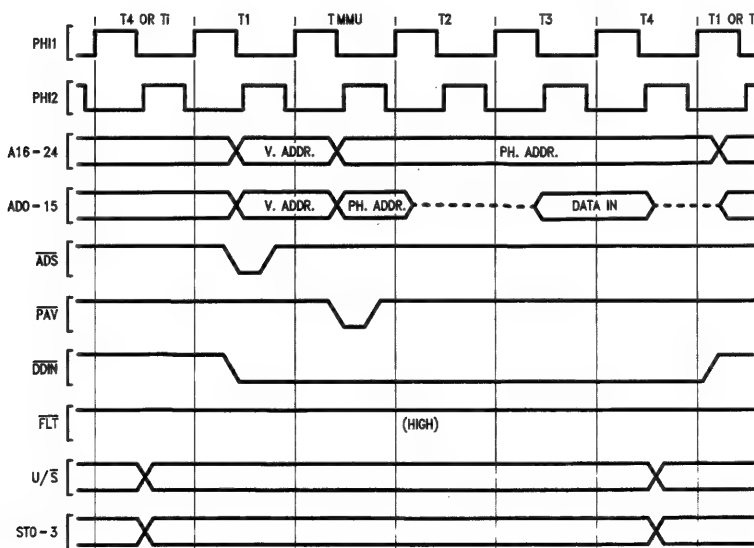 T4 OR Ti T1 T MMU T2 T3 T4 T1 OR T
PHI1
PHI2
A16-24 V. ADDR. PH. ADDR.
AD0-15 V. ADDR. PH. ADDR. DATA IN
ADS
PAV
DDIN
FLT (HIGH)
U/S
ST0-3